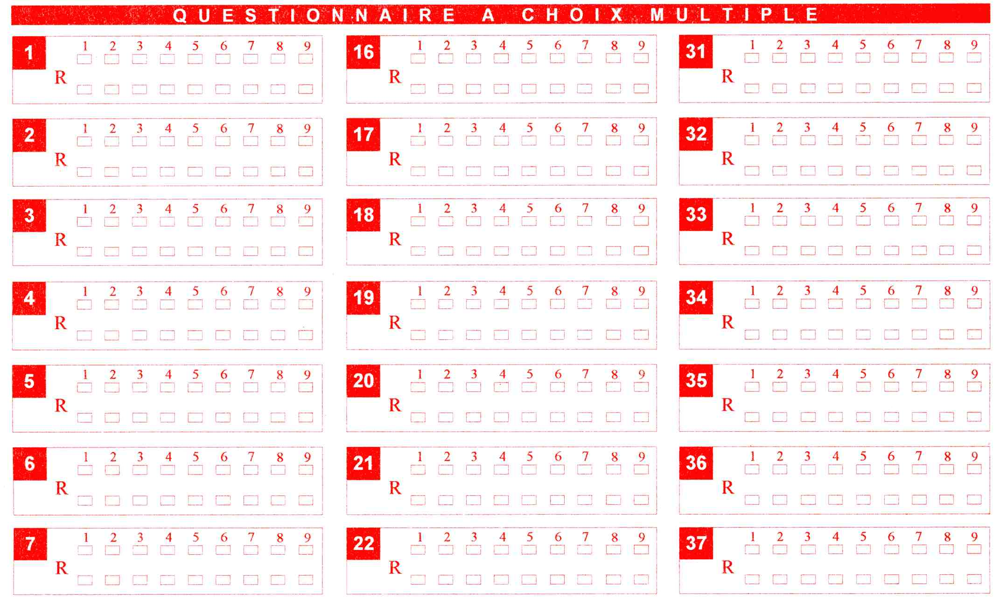 QUESTIONNAIRE A CHOIX MULTIPLE
1 1 2 3 4 5 6 7 8 9
R
16 1 2 3 4 5 6 7 8 9
R
31 1 2 3 4 5 6 7 8 9
R
2 1 2 3 4 5 6 7 8 9
R
17 1 2 3 4 5 6 7 8 9
R
32 1 2 3 4 5 6 7 8 9
R
3 1 2 3 4 5 6 7 8 9
R
18 1 2 3 4 5 6 7 8 9
R
33 1 2 3 4 5 6 7 8 9
R
4 1 2 3 4 5 6 7 8 9
R
19 1 2 3 4 5 6 7 8 9
R
34 1 2 3 4 5 6 7 8 9
R
5 1 2 3 4 5 6 7 8 9
R
20 1 2 3 4 5 6 7 8 9
R
35 1 2 3 4 5 6 7 8 9
R
6 1 2 3 4 5 6 7 8 9
R
21 1 2 3 4 5 6 7 8 9
R
36 1 2 3 4 5 6 7 8 9
R
7 1 2 3 4 5 6 7 8 9
R
22 1 2 3 4 5 6 7 8 9
R
37 1 2 3 4 5 6 7 8 9
R